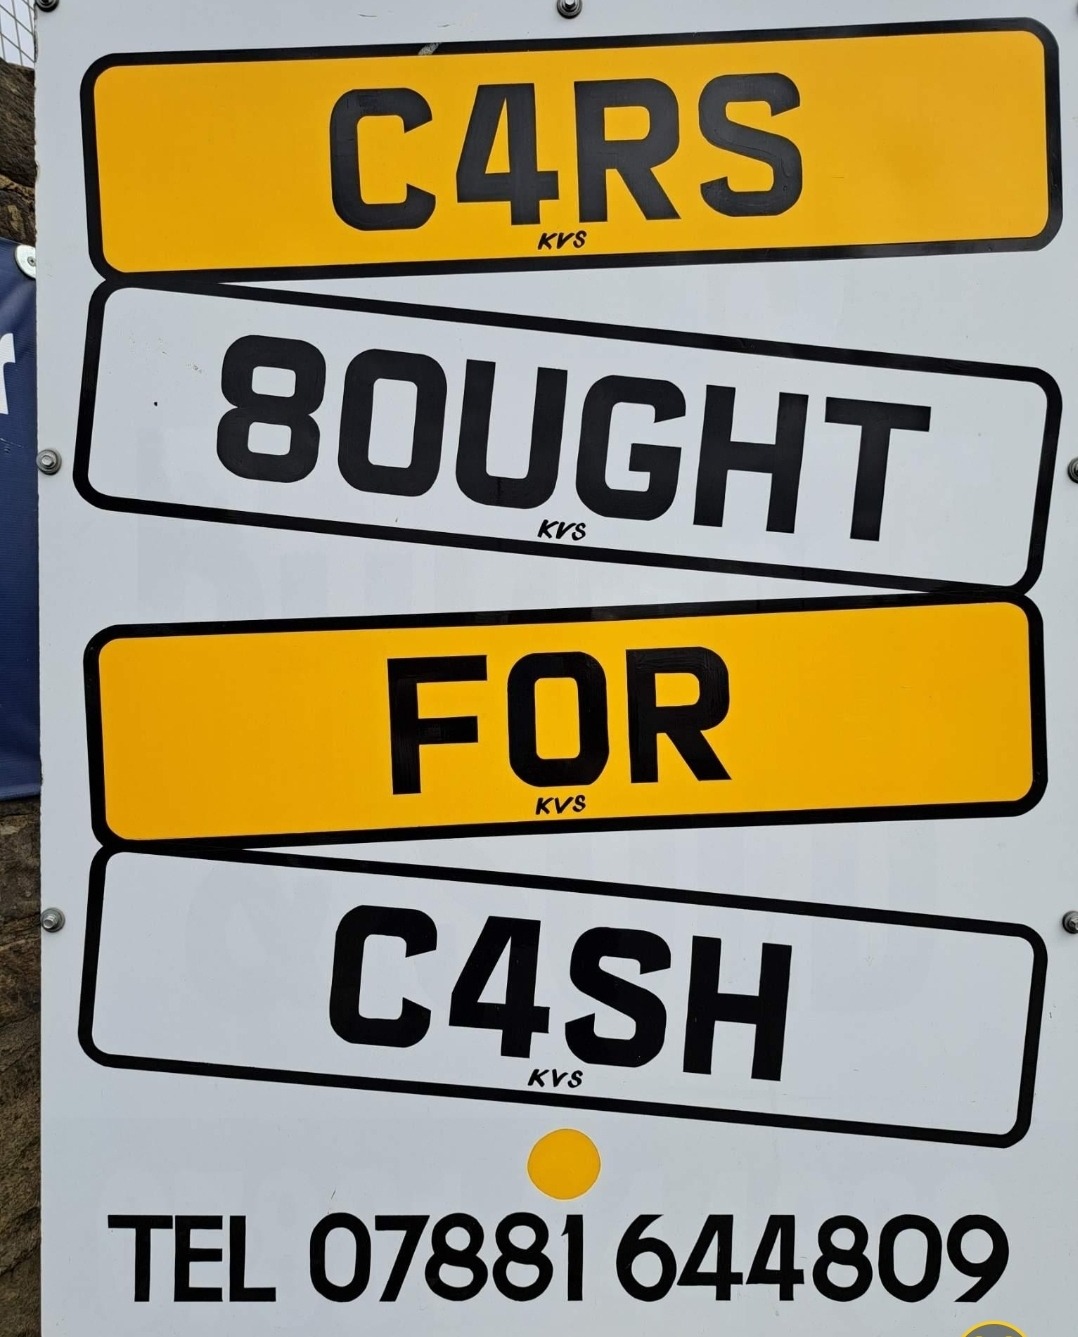 C4RS
KVS
8OUGHT
KVS
FOR
KVS
C4SH
KVS
TEL 07881 644809